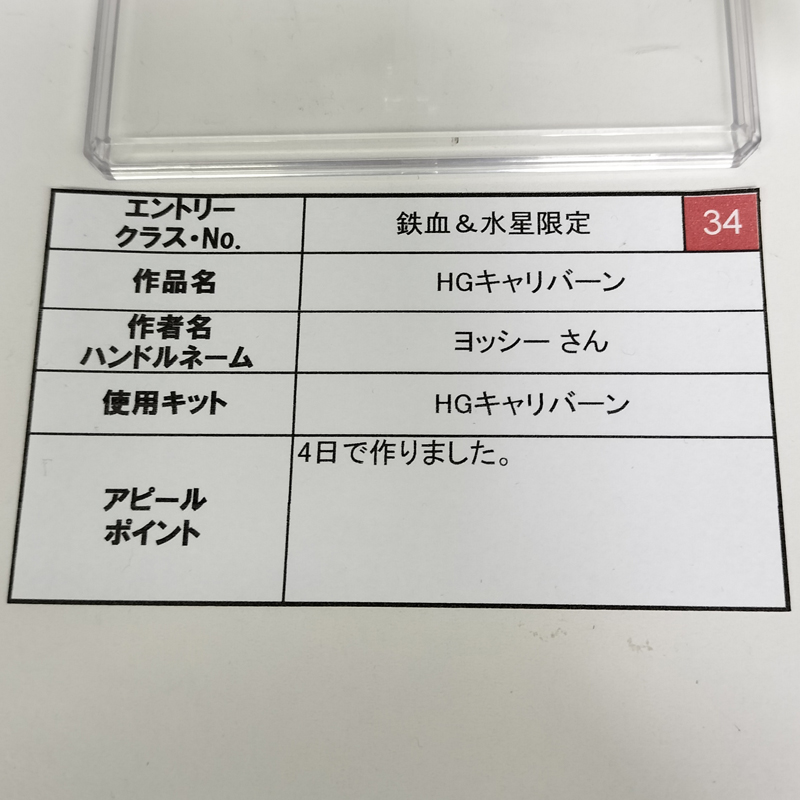 エントリー
クラス・No.
鉄血＆水星限定
34
作品名
HGキャリバーン
作者名
ハンドルネーム
ヨッシー さん
使用キット
HGキャリバーン
アピール
ポイント
4日で作りました。